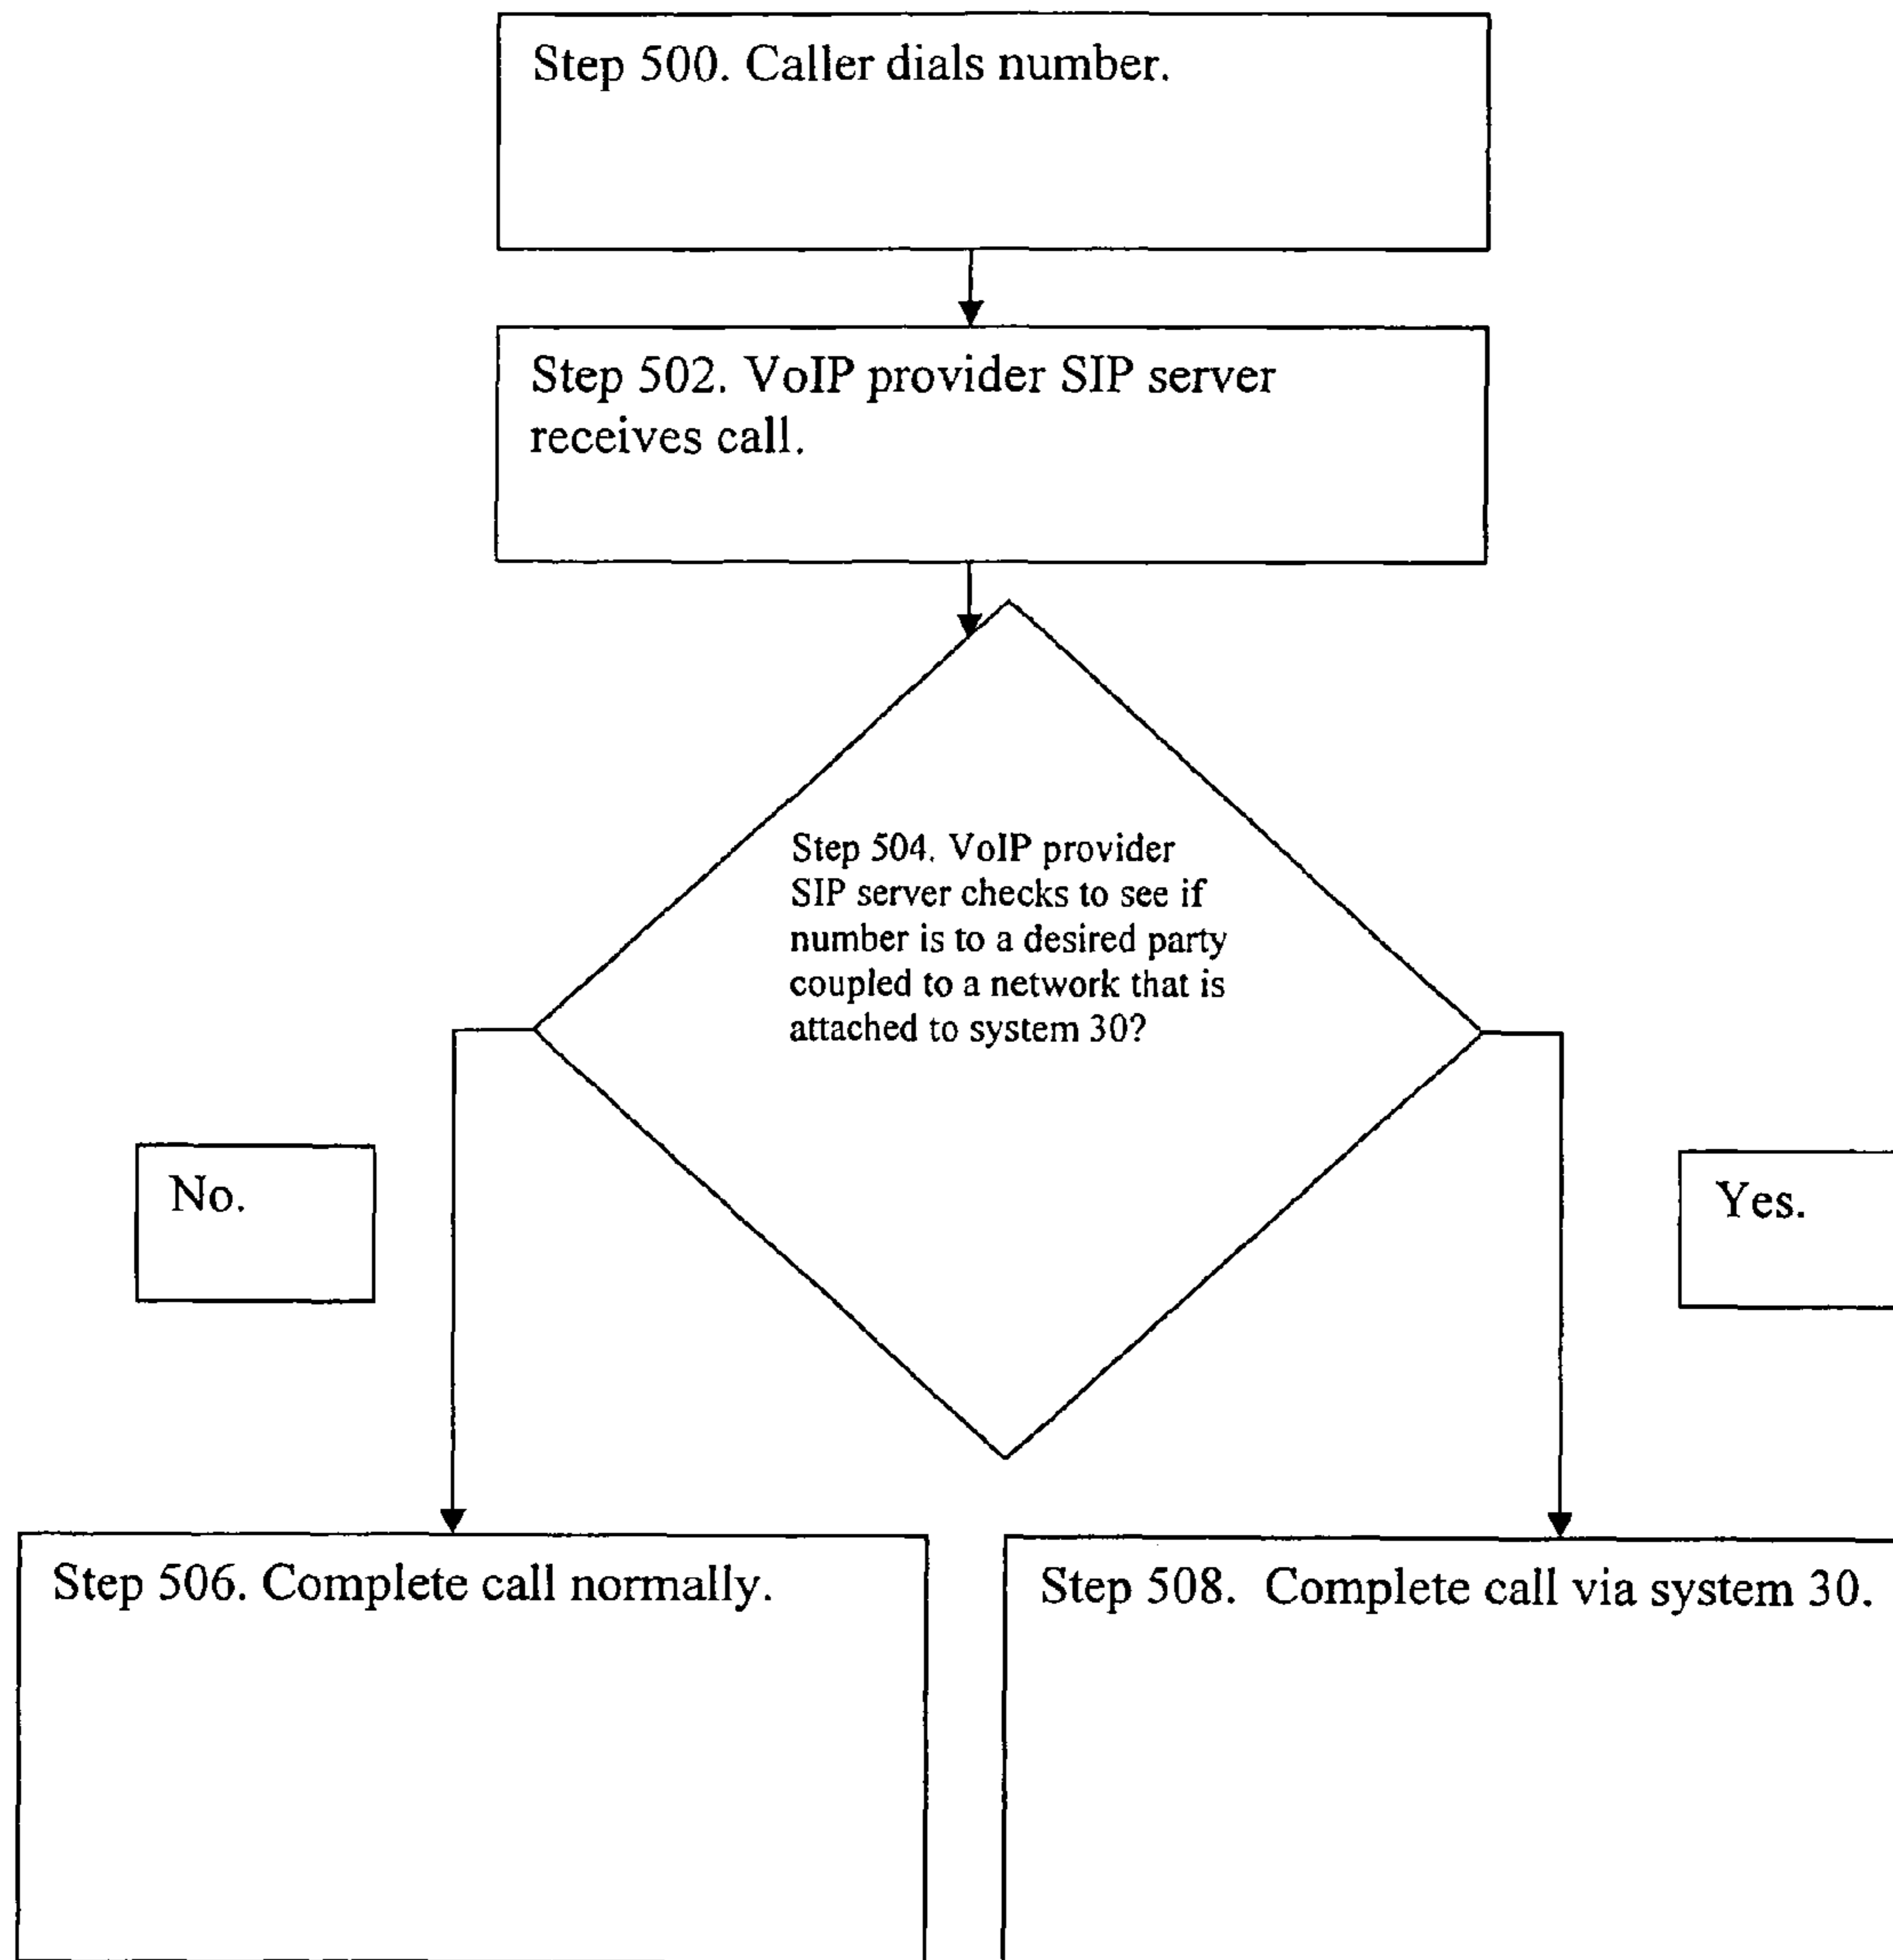 Step 500. Caller dials number.
Step 502. VoIP provider SIP server
receives call.
Step 504. VoIP provider
SIP server checks to see if
number is to a desired party
coupled to a network that is
attached to system 30?
No.
Yes.
Step 506. Complete call normally.
Step 508. Complete call via system 30.